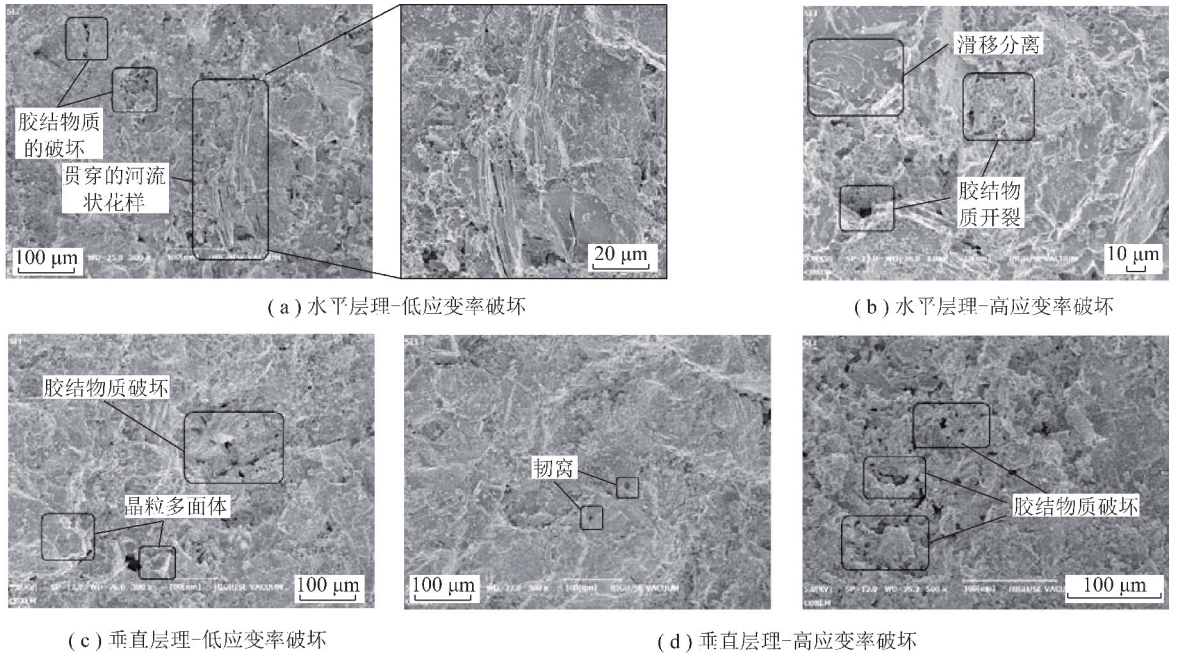 胶结物质
的破坏
贯穿的河流
状花样
100 μm
20 μm
滑移分离
胶结物
质开裂
10 μm
(a)水平层理-低应变率破坏
(b)水平层理-高应变率破坏
胶结物质破坏
晶粒多面体
100 μm
韧窝
100 μm
胶结物质破坏
100 μm
(c)垂直层理-低应变率破坏
(d)垂直层理-高应变率破坏